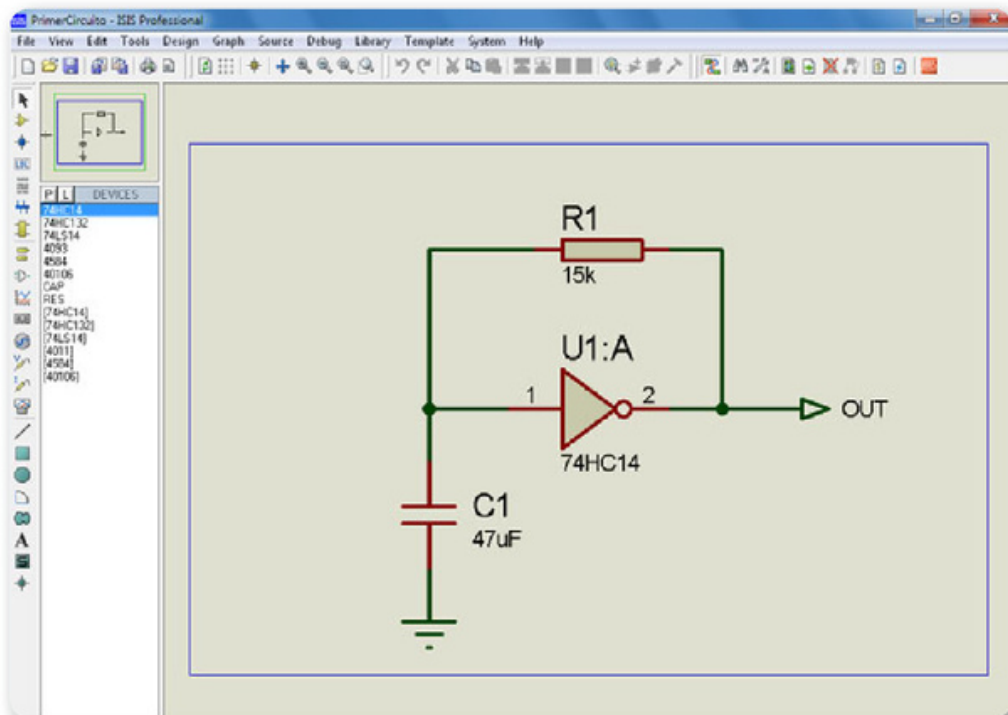 ISIS PrimerCircuito - ISIS Professional
File View Edit Tools Design Graph Source Debug Library Template System Help
P L DEVICES
74HC14
74HC132
74LS14
4093
4584
40106
CAP
RES
[74HC14]
[74HC132]
[74LS14]
[4011]
[4584]
[40106]
LBL
A
S
R1
15k
U1:A
1
2
OUT
74HC14
C1
47uF